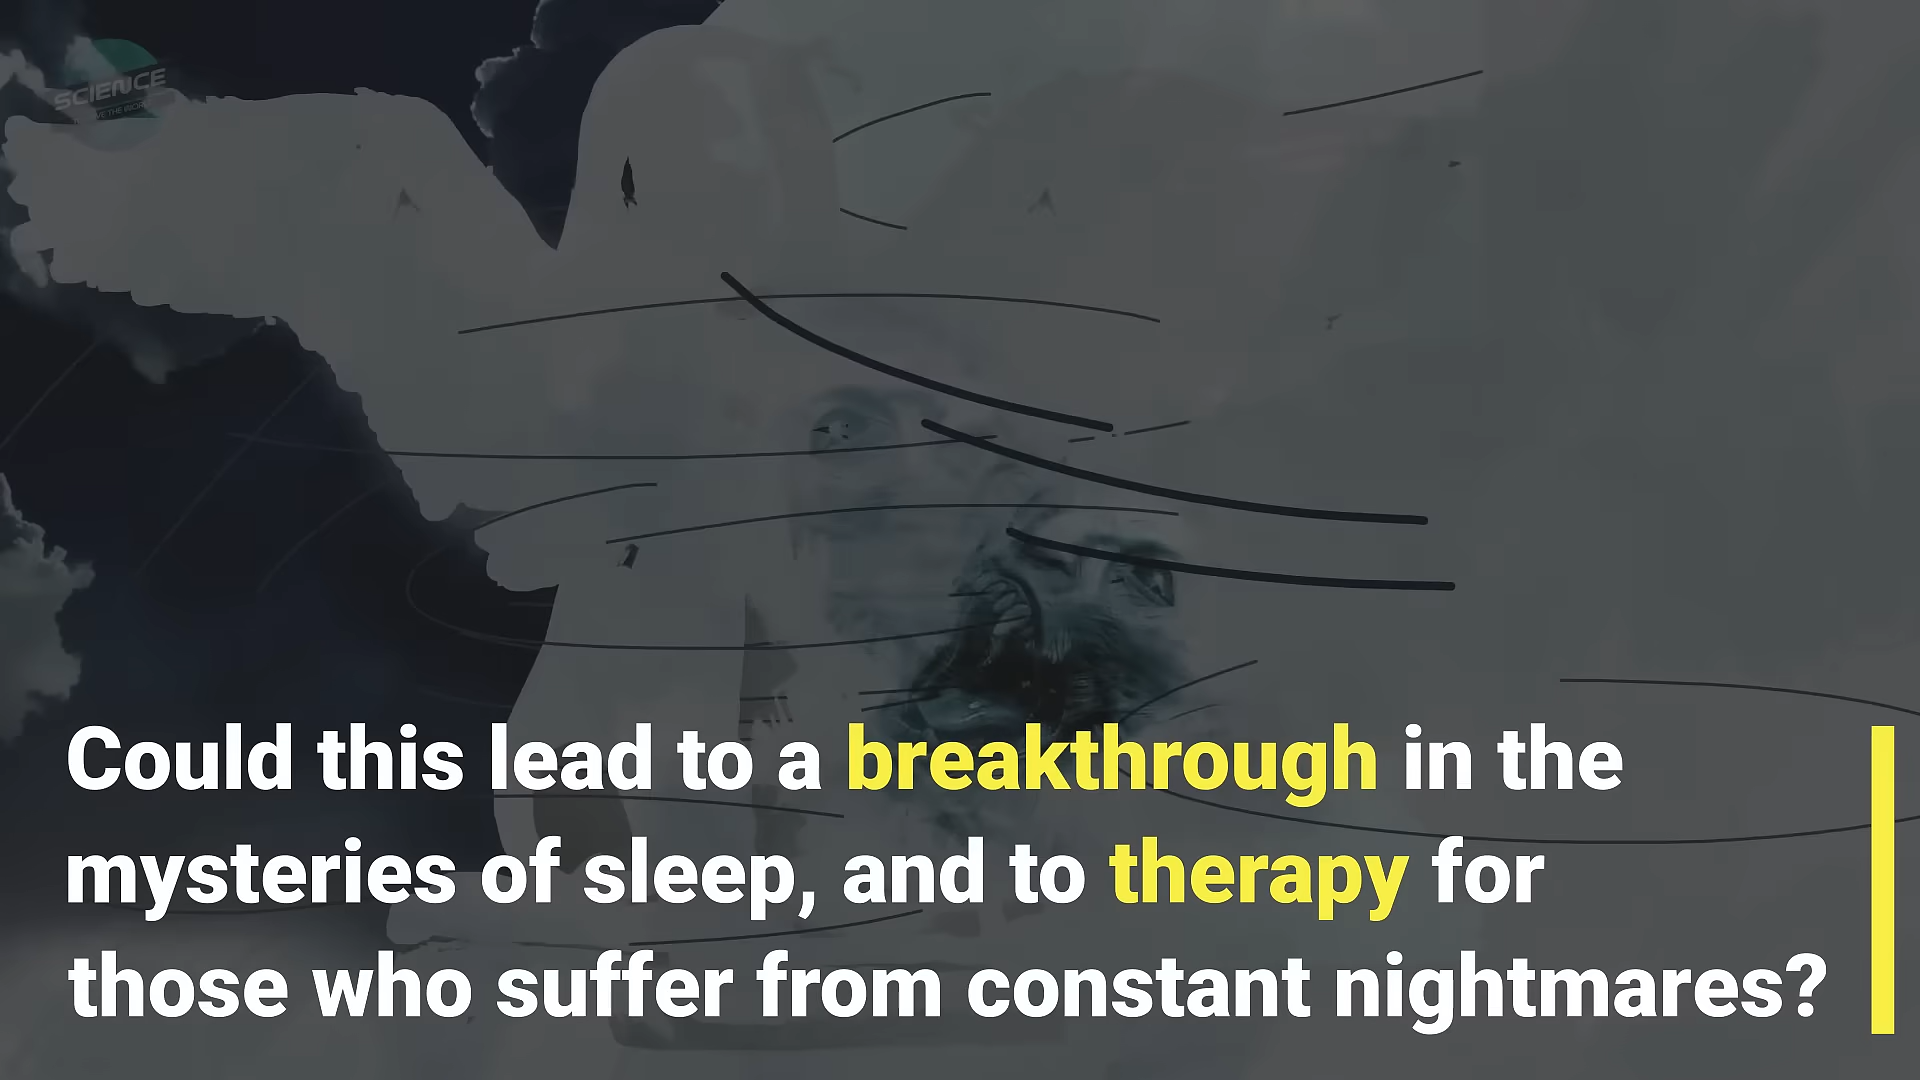 SCIENCE
Could this lead to a breakthrough in the
mysteries of sleep, and to therapy for
those who suffer from constant nightmares?